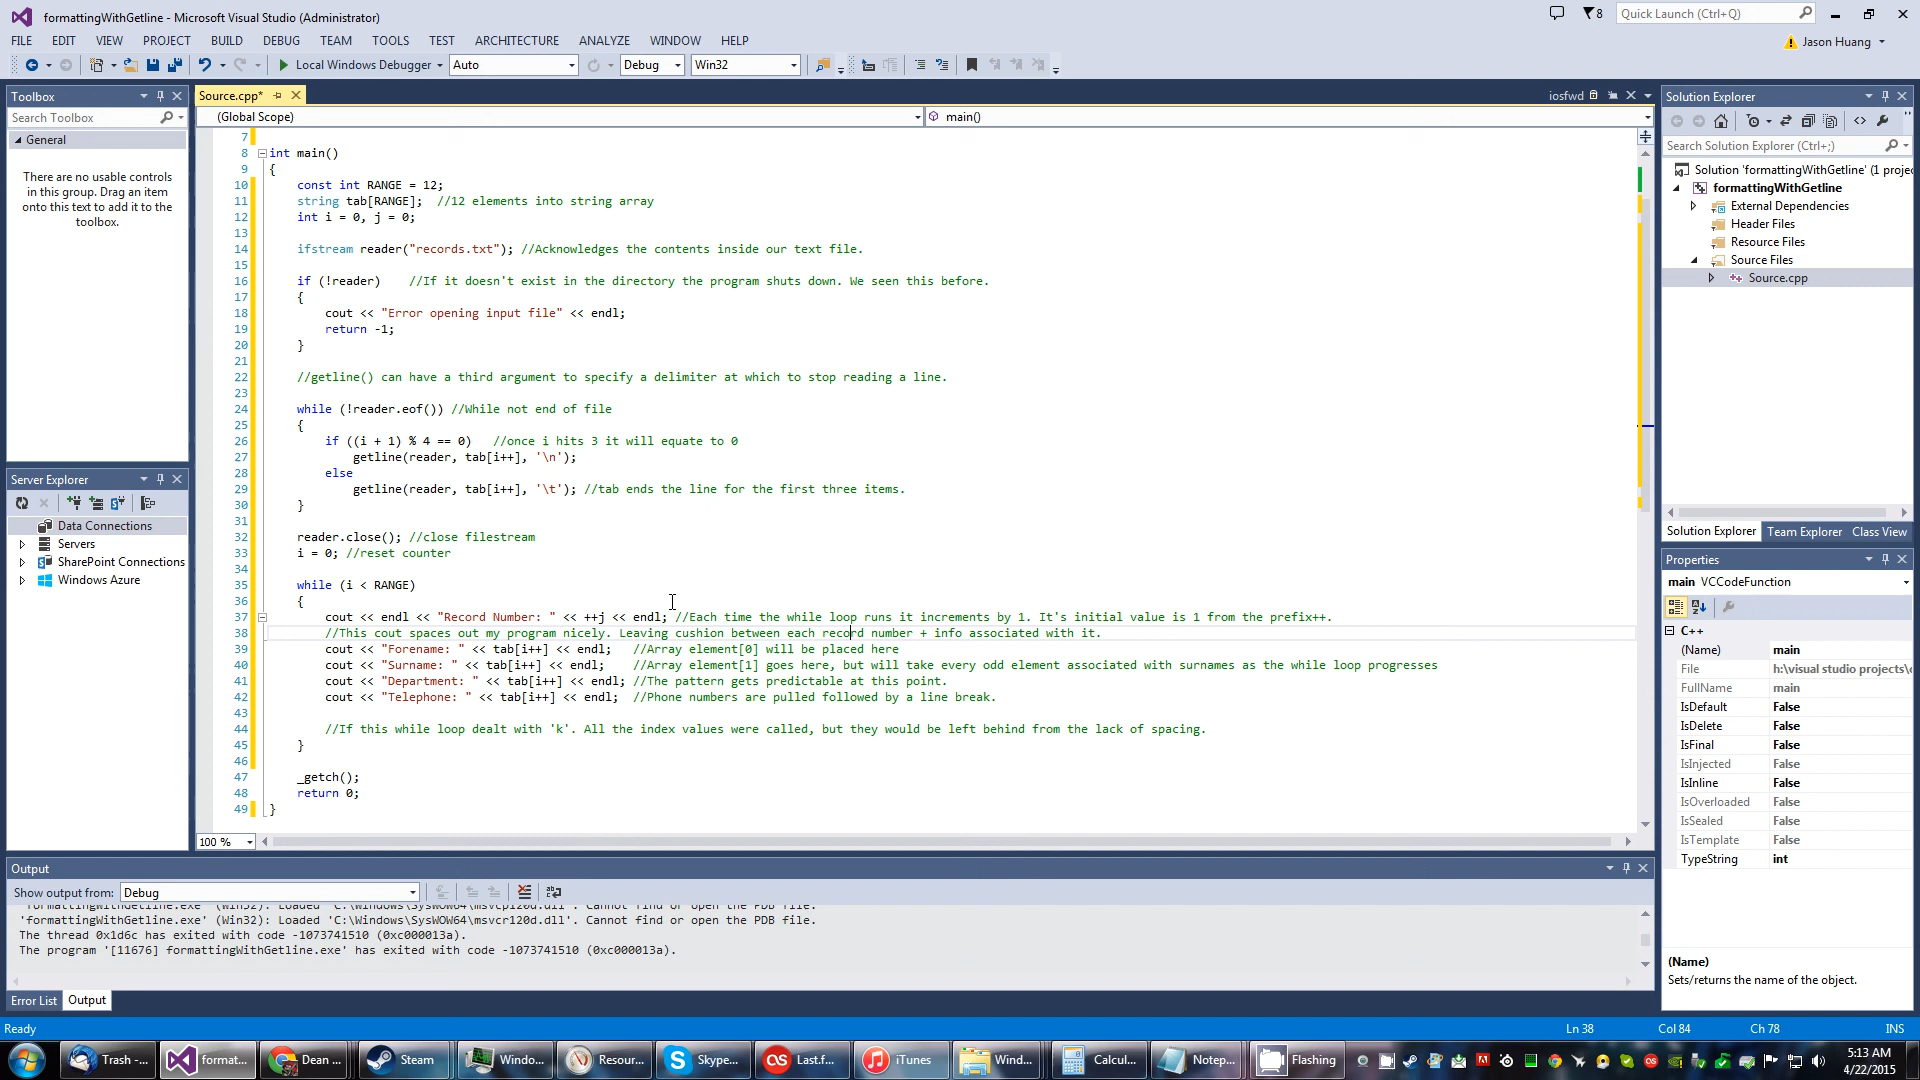 formattingWithGetline - Microsoft Visual Studio (Administrator)
8
Quick Launch (Ctrl+Q)
FILE EDIT VIEW PROJECT BUILD DEBUG TEAM TOOLS TEST ARCHITECTURE ANALYZE WINDOW HELP
Jason Huang
Local Windows Debugger Auto Debug Win32
Toolbox
Search Toolbox
General
There are no usable controls
in this group. Drag an item
onto this text to add it to the
toolbox.
Server Explorer
Data Connections
Servers
SharePoint Connections
Windows Azure
Source.cpp*
iosfwd
(Global Scope)
main()
7
8 int main()
9 {
10 const int RANGE = 12;
11 string tab[RANGE]; //12 elements into string array
12 int i = 0, j = 0;
13
14 ifstream reader("records.txt"); //Acknowledges the contents inside our text file.
15
16 if (!reader) //If it doesn't exist in the directory the program shuts down. We seen this before.
17 {
18 cout << "Error opening input file" << endl;
19 return -1;
20 }
21
22 //getline() can have a third argument to specify a delimiter at which to stop reading a line.
23
24 while (!reader.eof()) //While not end of file
25 {
26 if ((i + 1) % 4 == 0) //once i hits 3 it will equate to 0
27 getline(reader, tab[i++], '\n');
28 else
29 getline(reader, tab[i++], '\t'); //tab ends the line for the first three items.
30 }
31
32 reader.close(); //close filestream
33 i = 0; //reset counter
34
35 while (i < RANGE)
36 {
37 cout << endl << "Record Number: " << ++j << endl; //Each time the while loop runs it increments by 1. It's initial value is 1 from the prefix++.
38 //This cout spaces out my program nicely. Leaving cushion between each record number + info associated with it.
39 cout << "Forename: " << tab[i++] << endl; //Array element[0] will be placed here
40 cout << "Surname: " << tab[i++] << endl; //Array element[1] goes here, but will take every odd element associated with surnames as the while loop progresses
41 cout << "Department: " << tab[i++] << endl; //The pattern gets predictable at this point.
42 cout << "Telephone: " << tab[i++] << endl; //Phone numbers are pulled followed by a line break.
43
44 //If this while loop dealt with 'k'. All the index values were called, but they would be left behind from the lack of spacing.
45 }
46
47 _getch();
48 return 0;
49 }
100 %
Solution Explorer
Search Solution Explorer (Ctrl+;)
Solution 'formattingWithGetline' (1 projec
formattingWithGetline
External Dependencies
Header Files
Resource Files
Source Files
Source.cpp
Solution Explorer Team Explorer Class View
Properties
main VCCodeFunction
C++
(Name) main
File h:\visual studio projects\c
FullName main
IsDefault False
IsDelete False
IsFinal False
IsInjected False
IsInline False
IsOverloaded False
IsSealed False
IsTemplate False
TypeString int
(Name)
Sets/returns the name of the object.
Output
Show output from: Debug
'formattingWithGetline.exe' (Win32): Loaded 'C:\Windows\SysWOW64\msvcp120d.dll'. Cannot find or open the PDB file.
'formattingWithGetline.exe' (Win32): Loaded 'C:\Windows\SysWOW64\msvcr120d.dll'. Cannot find or open the PDB file.
The thread 0x1d6c has exited with code -1073741510 (0xc000013a).
The program '[11676] formattingWithGetline.exe' has exited with code -1073741510 (0xc000013a).
Error List Output
Ready
Ln 38 Col 84 Ch 78 INS
Trash -... format... Dean ... Steam Windo... Resour... Skype... Last.f... iTunes Wind... Calcul... Notep... Flashing
5:13 AM
4/22/2015